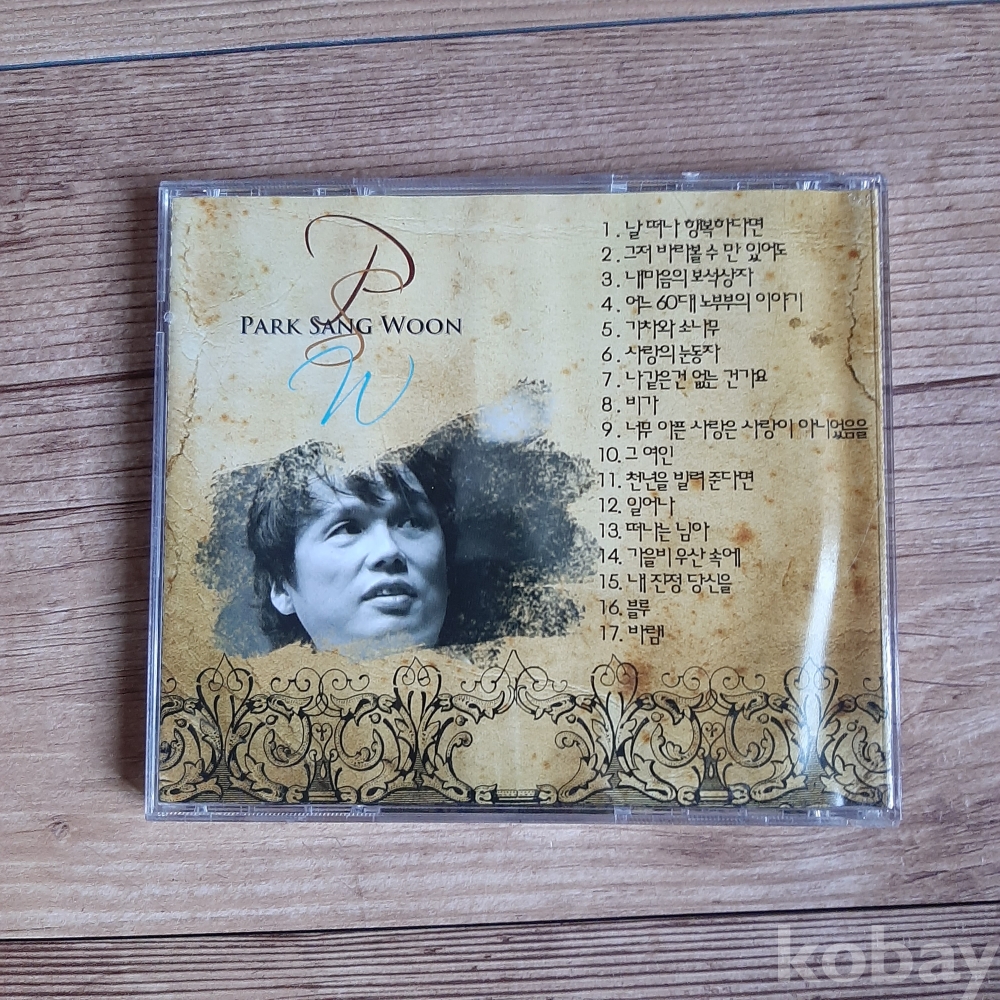 PSW
PARK SANG WOON
1. 날 떠나 행복하다면
2. 그저 바라볼 수 만 있어도
3. 내마음의 보석상자
4. 어느 60대 노부부의 이야기
5. 기차와 소나무
6. 사랑의 눈동자
7. 나같은건 없는 건가요
8. 비가
9. 너무 아픈 사랑은 사랑이 아니었음을
10. 그 여인
11. 천년을 빌려 준다면
12. 일어나
13. 떠나는 님아
14. 가을비 우산 속에
15. 내 진정 당신을
16. 블루
17. 바램
kobay